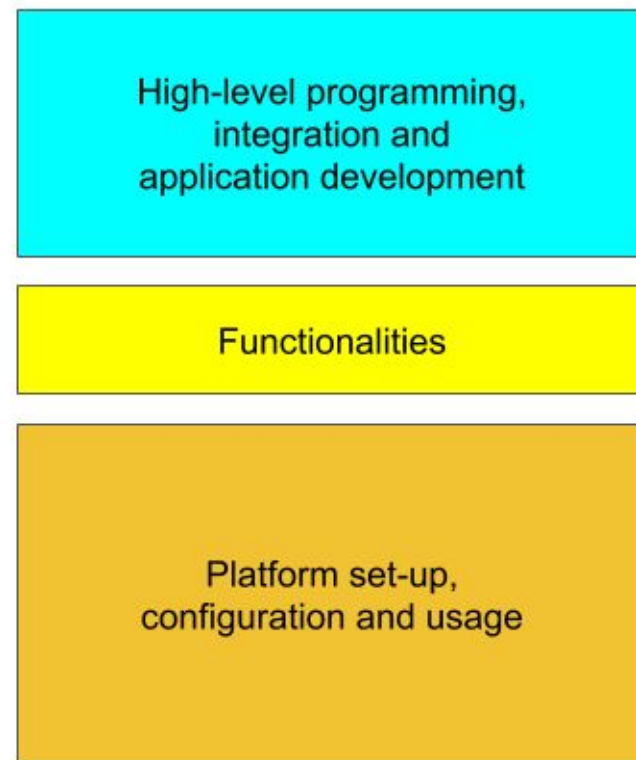 High-level programming,
integration and
application development
Functionalities
Platform set-up,
configuration and usage